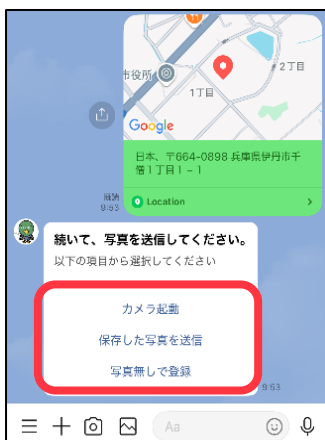 市役所
1丁目
2丁目
Google
日本、〒664-0898 兵庫県伊丹市千
僧1丁目1−1
既読
9:53
Location
続いて、写真を送信してください。
以下の項目から選択してください
カメラ起動
保存した写真を送信
写真無しで登録
9:53
Aa